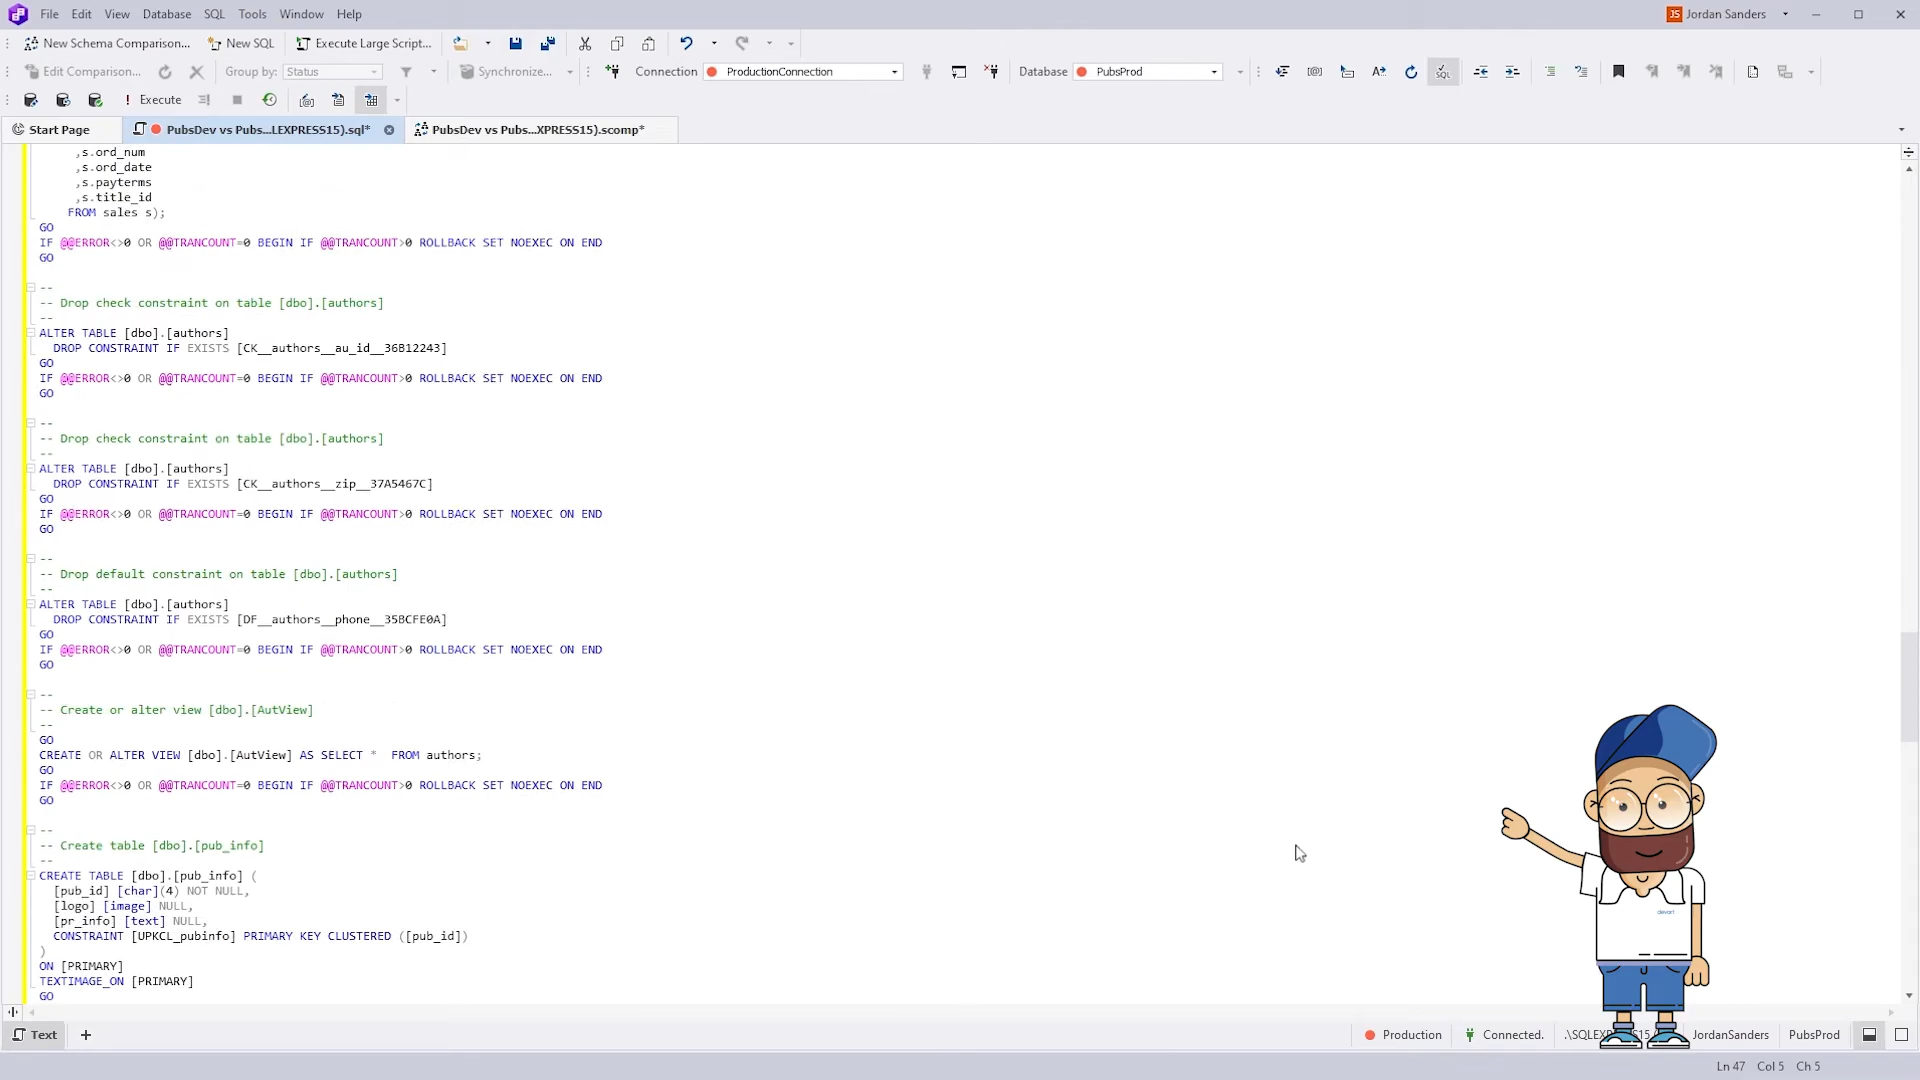 File Edit View Database SQL Tools Window Help
JS Jordan Sanders
New Schema Comparison... New SQL Execute Large Script...
Edit Comparison... Group by: Status Synchronize... Connection ProductionConnection Database PubsProd
! Execute
Start Page PubsDev vs Pubs...LEXPRESS15).sql* PubsDev vs Pubs...XPRESS15).scomp*
,s.ord_num
,s.ord_date
,s.payterms
,s.title_id
FROM sales s);
GO
IF @@ERROR<>0 OR @@TRANCOUNT=0 BEGIN IF @@TRANCOUNT>0 ROLLBACK SET NOEXEC ON END
GO
--
-- Drop check constraint on table [dbo].[authors]
--
ALTER TABLE [dbo].[authors]
DROP CONSTRAINT IF EXISTS [CK__authors__au_id__36B12243]
GO
IF @@ERROR<>0 OR @@TRANCOUNT=0 BEGIN IF @@TRANCOUNT>0 ROLLBACK SET NOEXEC ON END
GO
--
-- Drop check constraint on table [dbo].[authors]
--
ALTER TABLE [dbo].[authors]
DROP CONSTRAINT IF EXISTS [CK__authors__zip__37A5467C]
GO
IF @@ERROR<>0 OR @@TRANCOUNT=0 BEGIN IF @@TRANCOUNT>0 ROLLBACK SET NOEXEC ON END
GO
--
-- Drop default constraint on table [dbo].[authors]
--
ALTER TABLE [dbo].[authors]
DROP CONSTRAINT IF EXISTS [DF__authors__phone__35BCFE0A]
GO
IF @@ERROR<>0 OR @@TRANCOUNT=0 BEGIN IF @@TRANCOUNT>0 ROLLBACK SET NOEXEC ON END
GO
--
-- Create or alter view [dbo].[AutView]
--
GO
CREATE OR ALTER VIEW [dbo].[AutView] AS SELECT * FROM authors;
GO
IF @@ERROR<>0 OR @@TRANCOUNT=0 BEGIN IF @@TRANCOUNT>0 ROLLBACK SET NOEXEC ON END
GO
--
-- Create table [dbo].[pub_info]
--
CREATE TABLE [dbo].[pub_info] (
[pub_id] [char](4) NOT NULL,
[logo] [image] NULL,
[pr_info] [text] NULL,
CONSTRAINT [UPKCL_pubinfo] PRIMARY KEY CLUSTERED ([pub_id])
)
ON [PRIMARY]
TEXTIMAGE_ON [PRIMARY]
GO
devart
Text + Production Connected. JordanSanders PubsProd
Ln 47 Col 5 Ch 5